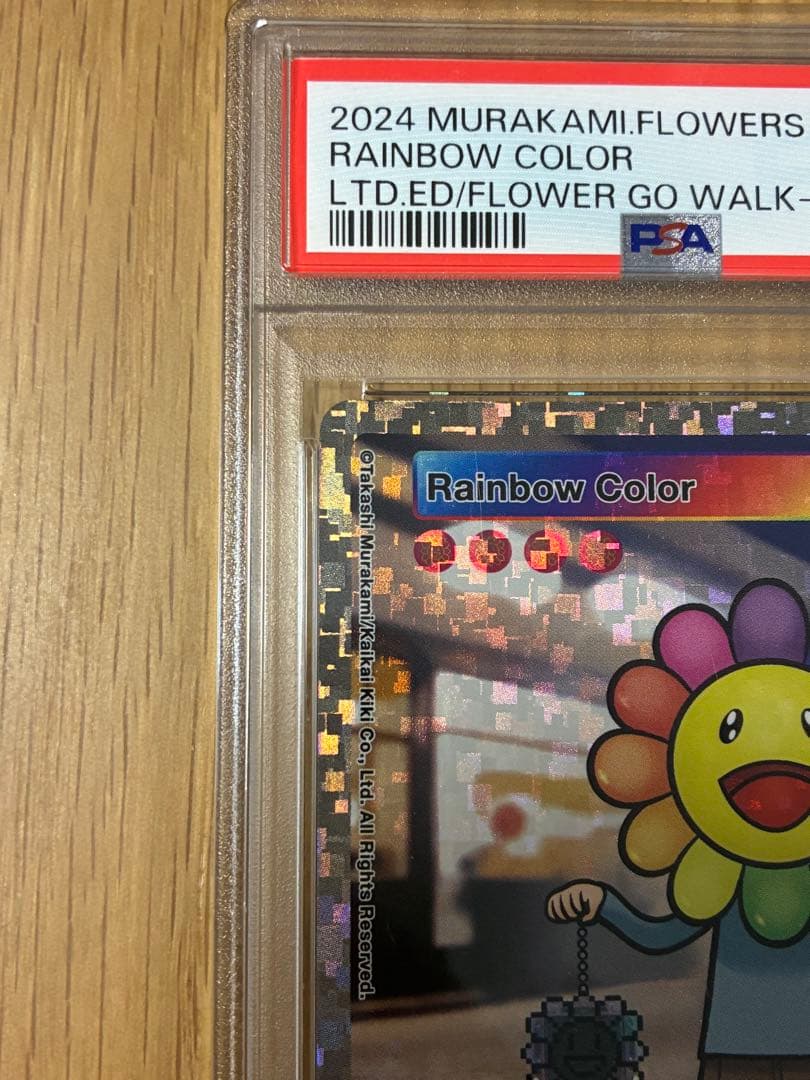 2024 MURAKAMI.FLOWERS
RAINBOW COLOR
LTD.ED/FLOWER GO WALK-
PSA
Rainbow Color
©Takashi Murakami/Kaikai Kiki Co., Ltd. All Rights Reserved.